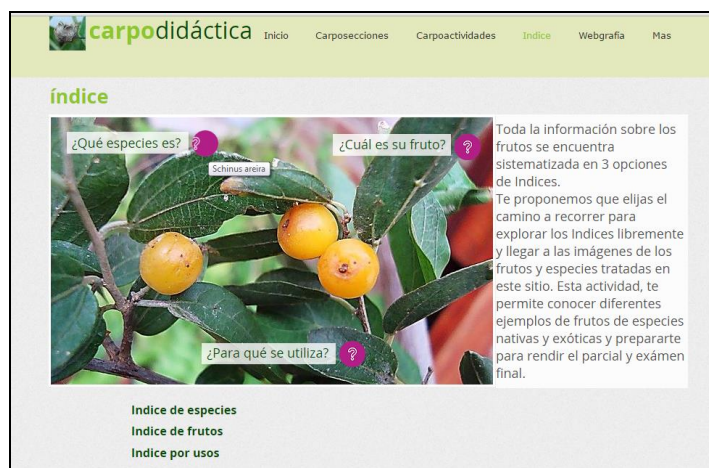 carpodidáctica
Inicio Carposecciones Carpoactividades Indice Webgrafía Mas
índice
¿Qué especies es? ?
¿Cuál es su fruto? ?
Schinus areira
¿Para qué se utiliza? ?
Toda la información sobre los
frutos se encuentra
sistematizada en 3 opciones
de Indices.
Te proponemos que elijas el
camino a recorrer para
explorar los Indices libremente
y llegar a las imágenes de los
frutos y especies tratadas en
este sitio. Esta actividad, te
permite conocer diferentes
ejemplos de frutos de especies
nativas y exóticas y prepararte
para rendir el parcial y exámen
final.
Indice de especies
Indice de frutos
Indice por usos